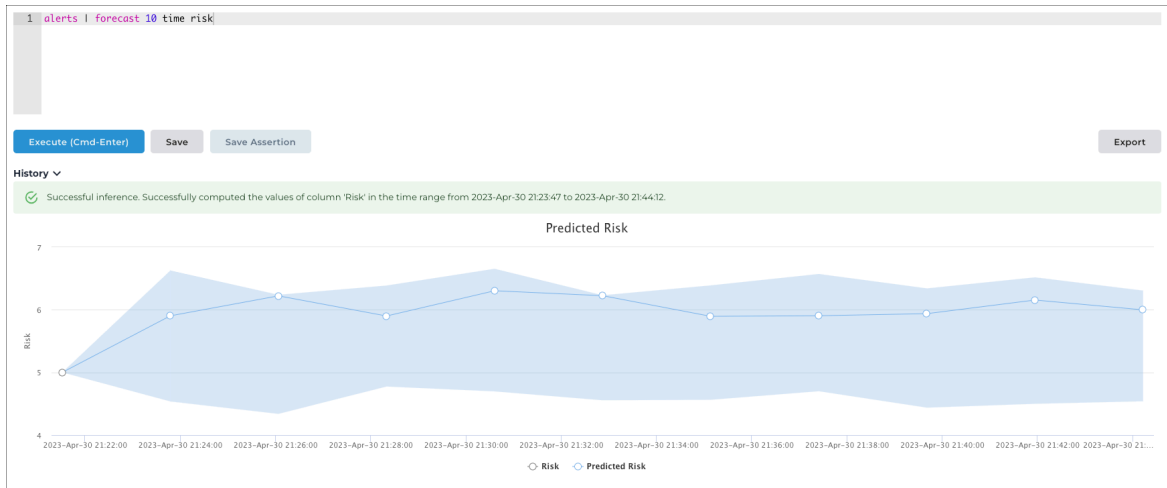 1 alerts | forecast 10 time risk
Execute (Cmd-Enter) Save Save Assertion Export
History
Successful inference. Successfully computed the values of column 'Risk' in the time range from 2023-Apr-30 21:23:47 to 2023-Apr-30 21:44:12.
Predicted Risk
7
6
Risk
5
4
2023-Apr-30 21:22:00 2023-Apr-30 21:24:00 2023-Apr-30 21:26:00 2023-Apr-30 21:28:00 2023-Apr-30 21:30:00 2023-Apr-30 21:32:00 2023-Apr-30 21:34:00 2023-Apr-30 21:36:00 2023-Apr-30 21:38:00 2023-Apr-30 21:40:00 2023-Apr-30 21:42:00 2023-Apr-30 21:...
Risk Predicted Risk